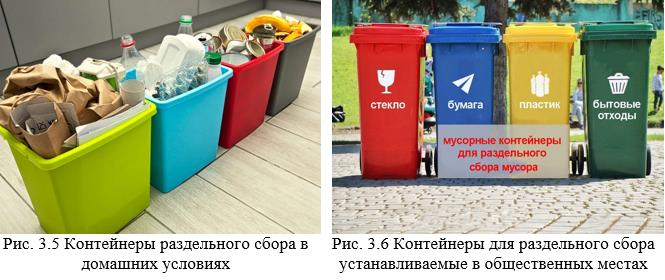 стекло
бумага
пластик
бытовые
отходы
мусорные контейнеры
для раздельного
сбора мусора
Рис. 3.5 Контейнеры раздельного сбора в
домашних условиях
Рис. 3.6 Контейнеры для раздельного сбора
устанавливаемые в общественных местах